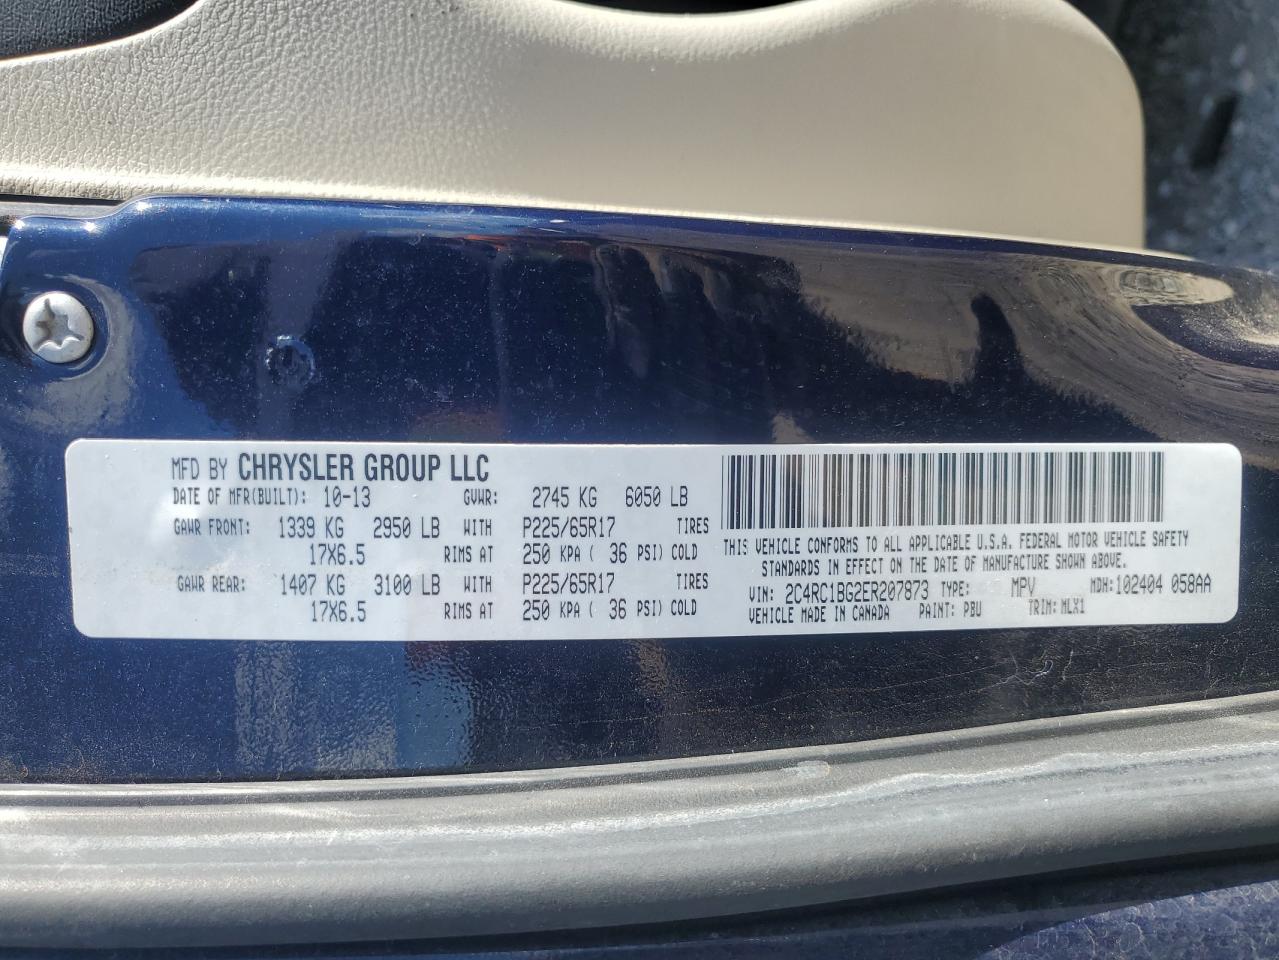 MFD BY CHRYSLER GROUP LLC
DATE OF MFR(BUILT): 10-13 GVWR: 2745 KG 6050 LB
GAWR FRONT: 1339 KG 2950 LB WITH P225/65R17 TIRES
17X6.5 RIMS AT 250 KPA ( 36 PSI) COLD
GAWR REAR: 1407 KG 3100 LB WITH P225/65R17 TIRES
17X6.5 RIMS AT 250 KPA ( 36 PSI) COLD
THIS VEHICLE CONFORMS TO ALL APPLICABLE U.S.A. FEDERAL MOTOR VEHICLE SAFETY
STANDARDS IN EFFECT ON THE DATE OF MANUFACTURE SHOWN ABOVE.
VIN: 2C4RC1BG2ER207873 TYPE: MPV MDH:102404 058AA
VEHICLE MADE IN CANADA PAINT: PBU TRIM: MLX1